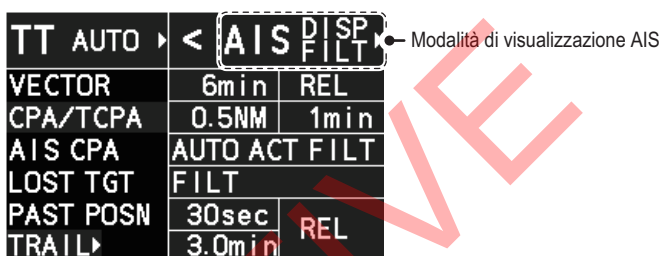 TT AUTO ▸ < AIS DISP FILT ▸ Modalità di visualizzazione AIS
VECTOR 6min REL
CPA/TCPA 0.5NM 1min
AIS CPA AUTO ACT FILT
LOST TGT FILT
PAST POSN 30sec REL
TRAIL▸ 3.0min